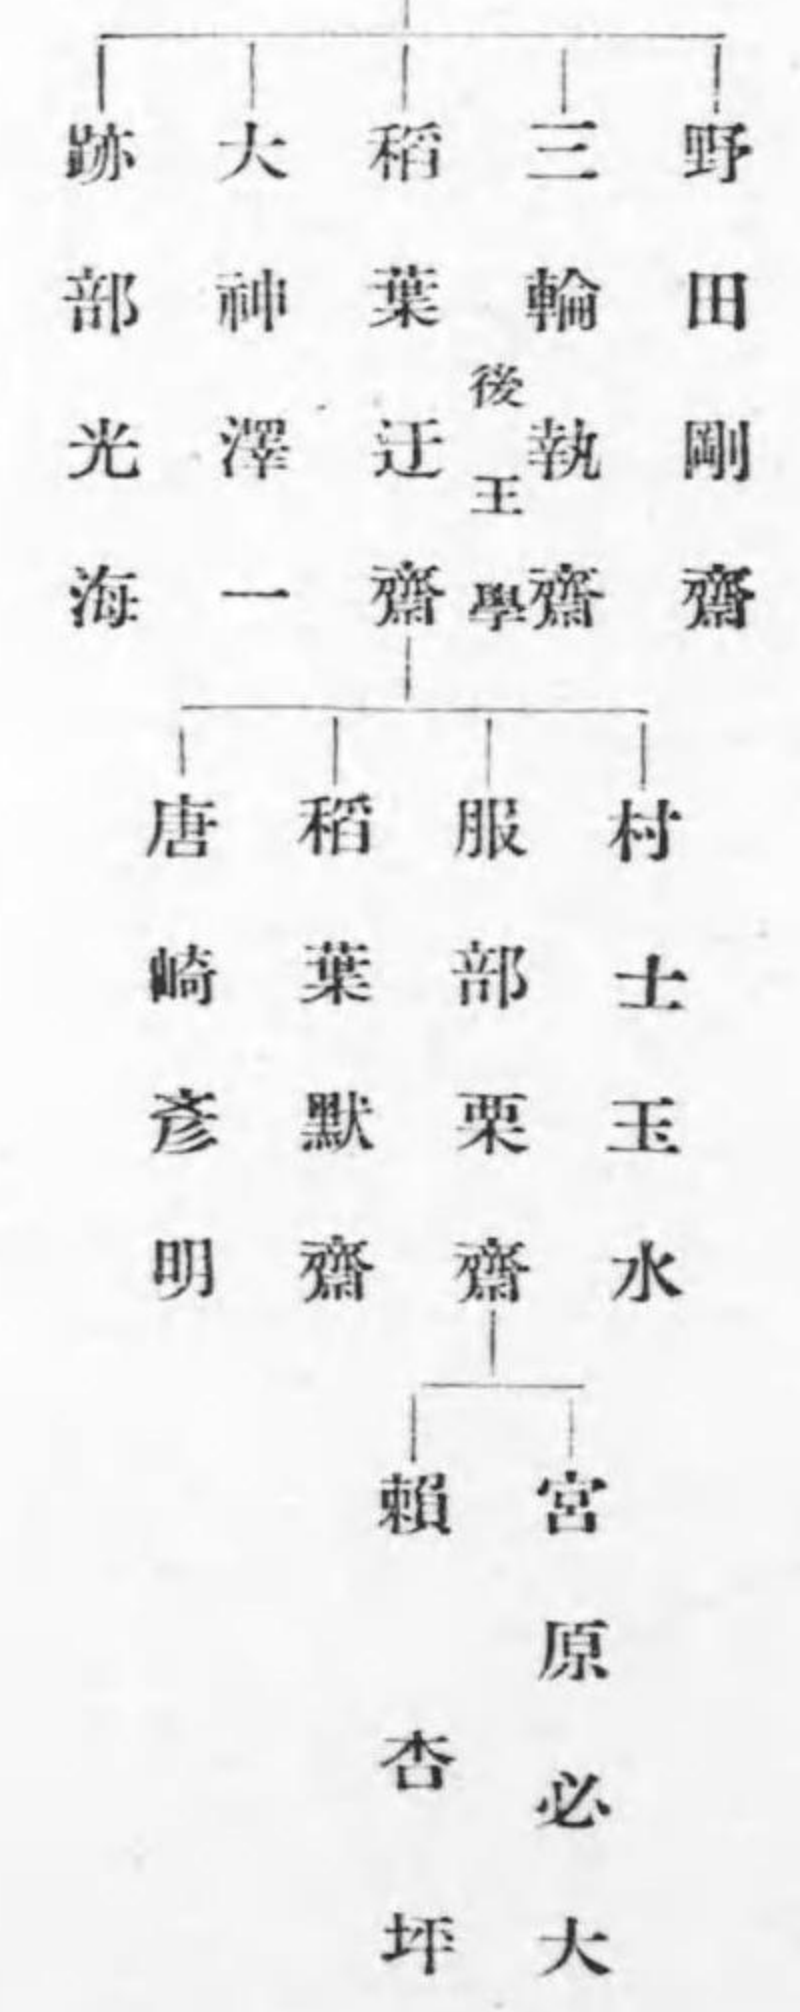 野田剛齋
三輪執齋
後王學
稻葉迂齋
大神澤一
跡部光海
村士玉水
服部栗齋
稻葉默齋
唐崎彥明
宮原必大
賴杏坪